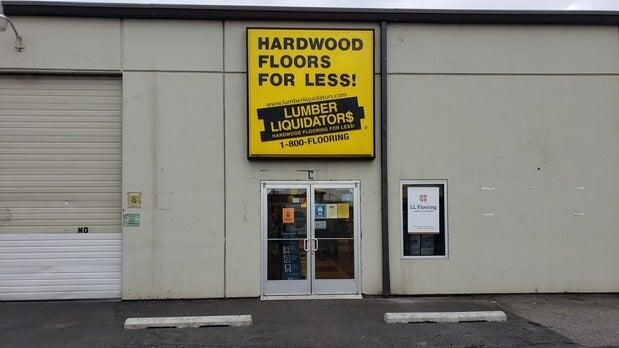 HARDWOOD
FLOORS
FOR LESS!
www.lumberliquidators.com
LUMBER
LIQUIDATOR$
HARDWOOD FLOORING FOR LESS!
®
1-800-FLOORING
LL Flooring
NO